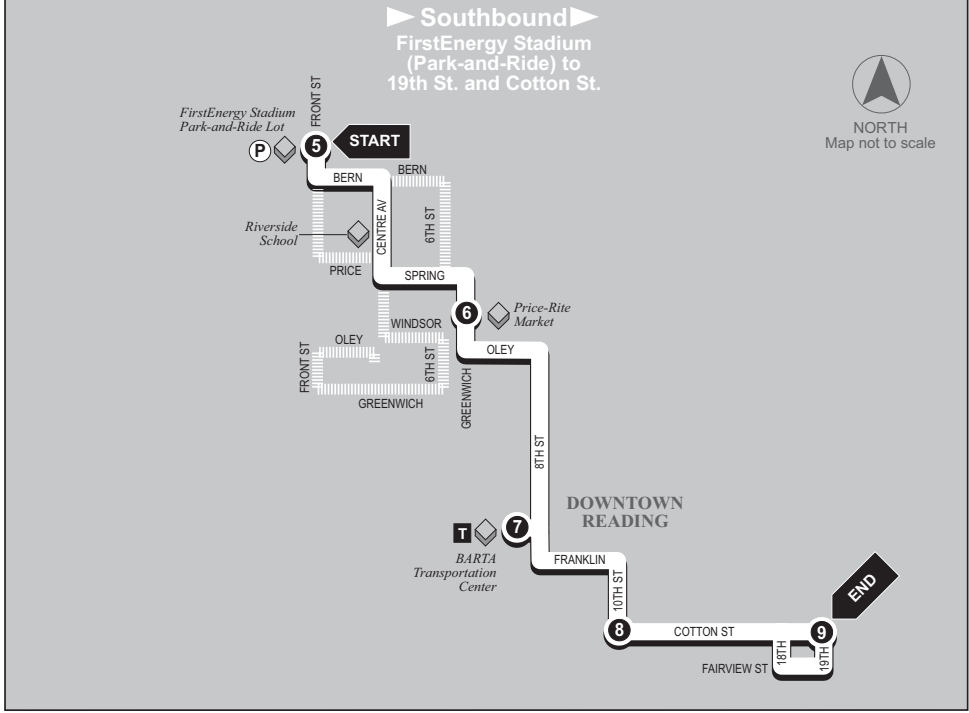 Southbound
FirstEnergy Stadium
(Park-and-Ride) to
19th St. and Cotton St.
NORTH
Map not to scale
FRONT ST
FirstEnergy Stadium
Park-and-Ride Lot
P
5
START
BERN
BERN
CENTRE AV
6TH ST
Riverside
School
PRICE
SPRING
6
Price-Rite
Market
WINDSOR
OLEY
OLEY
FRONT ST
6TH ST
GREENWICH
GREENWICH
8TH ST
DOWNTOWN
READING
7
T
BARTA
Transportation
Center
FRANKLIN
10TH ST
END
8
COTTON ST
9
18TH
19TH
FAIRVIEW ST